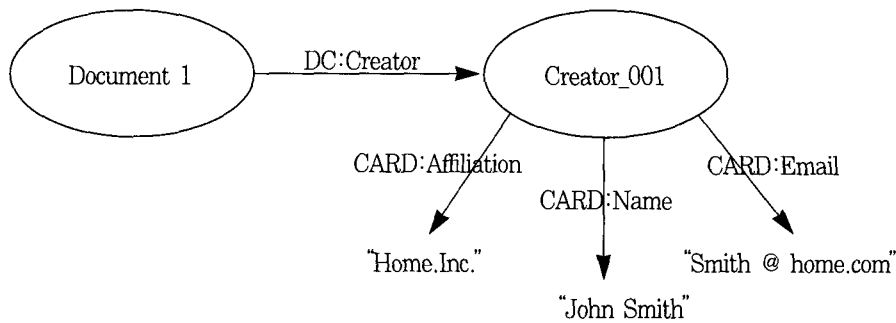 DC:Creator
Document 1
Creator_001
CARD:Affiliation
CARD:Email
CARD:Name
“Home.Inc.”
“Smith @ home.com”
“John Smith”